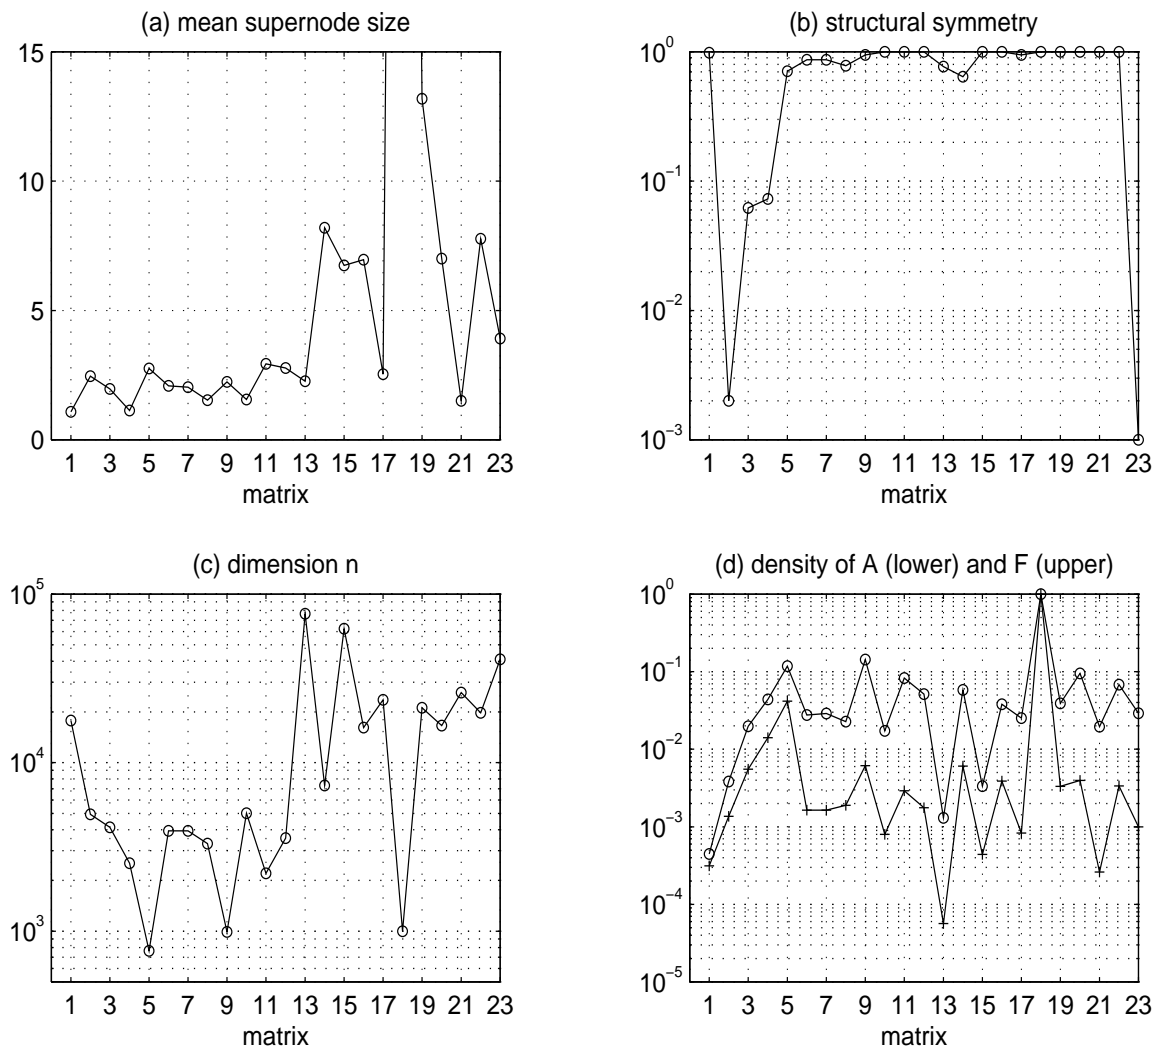 (a) mean supernode size
15
10
5
0
1 3 5 7 9 11 13 15 17 19 21 23
matrix
(b) structural symmetry
10^0
10^−1
10^−2
10^−3
1 3 5 7 9 11 13 15 17 19 21 23
matrix
(c) dimension n
10^5
10^4
10^3
1 3 5 7 9 11 13 15 17 19 21 23
matrix
(d) density of A (lower) and F (upper)
10^0
10^−1
10^−2
10^−3
10^−4
10^−5
1 3 5 7 9 11 13 15 17 19 21 23
matrix